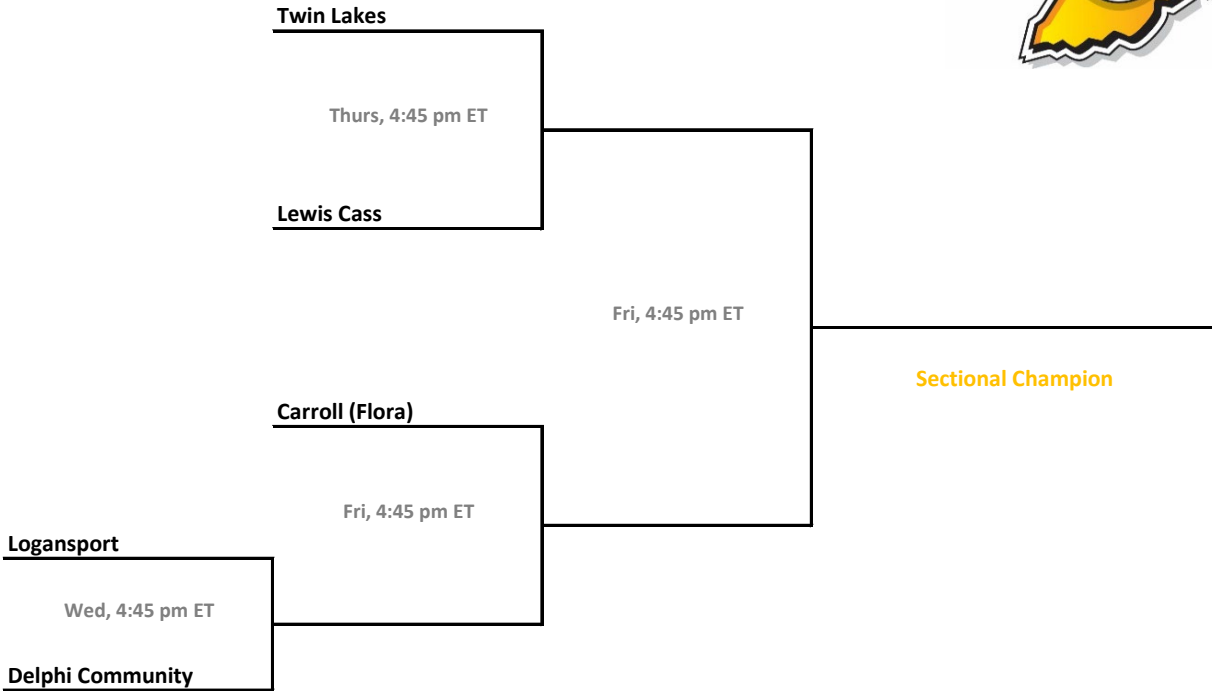 Twin Lakes
Thurs, 4:45 pm ET
Lewis Cass
Fri, 4:45 pm ET
Sectional Champion
Carroll (Flora)
Fri, 4:45 pm ET
Logansport
Wed, 4:45 pm ET
Delphi Community